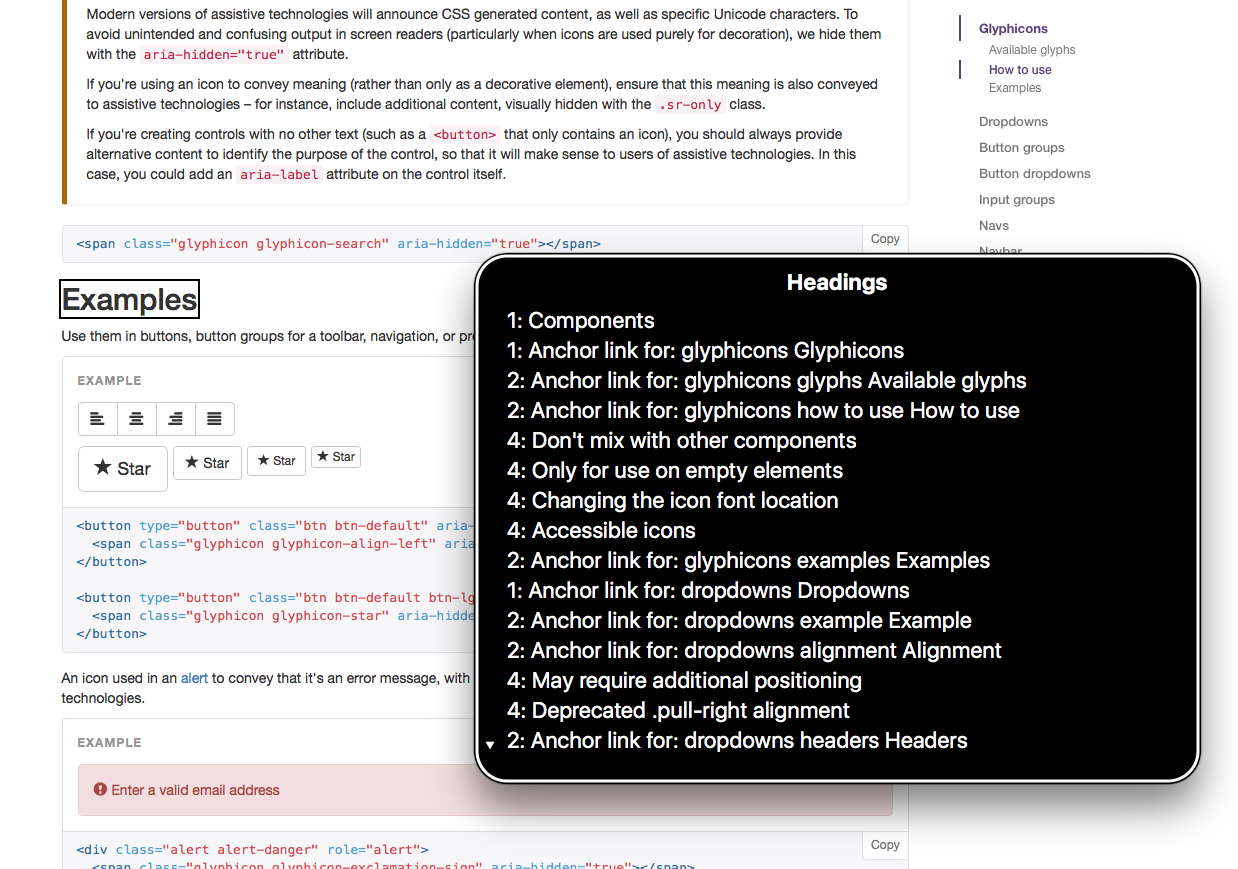 Modern versions of assistive technologies will announce CSS generated content, as well as specific Unicode characters. To
avoid unintended and confusing output in screen readers (particularly when icons are used purely for decoration), we hide them
with the aria-hidden="true" attribute.
If you're using an icon to convey meaning (rather than only as a decorative element), ensure that this meaning is also conveyed
to assistive technologies – for instance, include additional content, visually hidden with the .sr-only class.
If you're creating controls with no other text (such as a <button> that only contains an icon), you should always provide
alternative content to identify the purpose of the control, so that it will make sense to users of assistive technologies. In this
case, you could add an aria-label attribute on the control itself.
<span class="glyphicon glyphicon-search" aria-hidden="true"></span>
Copy
Examples
Use them in buttons, button groups for a toolbar, navigation, or pr
EXAMPLE
Star Star Star Star
<button type="button" class="btn btn-default" aria-
<span class="glyphicon glyphicon-align-left" aria
</button>
<button type="button" class="btn btn-default btn-lg
<span class="glyphicon glyphicon-star" aria-hidde
</button>
An icon used in an alert to convey that it's an error message, with
technologies.
EXAMPLE
Enter a valid email address
<div class="alert alert-danger" role="alert">
Copy
<span class="glyphicon glyphicon-exclamation-sign" aria-hidden="true"></span>
Glyphicons
Available glyphs
How to use
Examples
Dropdowns
Button groups
Button dropdowns
Input groups
Navs
Navbar
Headings
1: Components
1: Anchor link for: glyphicons Glyphicons
2: Anchor link for: glyphicons glyphs Available glyphs
2: Anchor link for: glyphicons how to use How to use
4: Don't mix with other components
4: Only for use on empty elements
4: Changing the icon font location
4: Accessible icons
2: Anchor link for: glyphicons examples Examples
1: Anchor link for: dropdowns Dropdowns
2: Anchor link for: dropdowns example Example
2: Anchor link for: dropdowns alignment Alignment
4: May require additional positioning
4: Deprecated .pull-right alignment
2: Anchor link for: dropdowns headers Headers